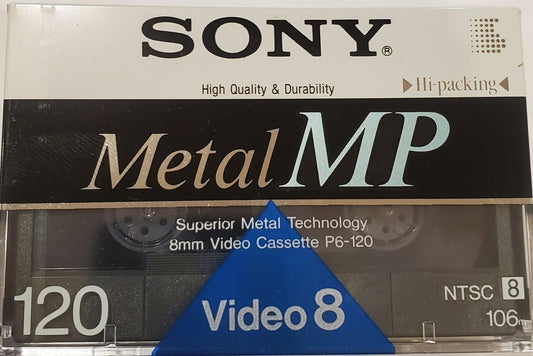 SONY®
High Quality & Durability
Hi-packing
Metal MP
Superior Metal Technology
8mm Video Cassette P6-120
120
Video 8
NTSC 8
106m